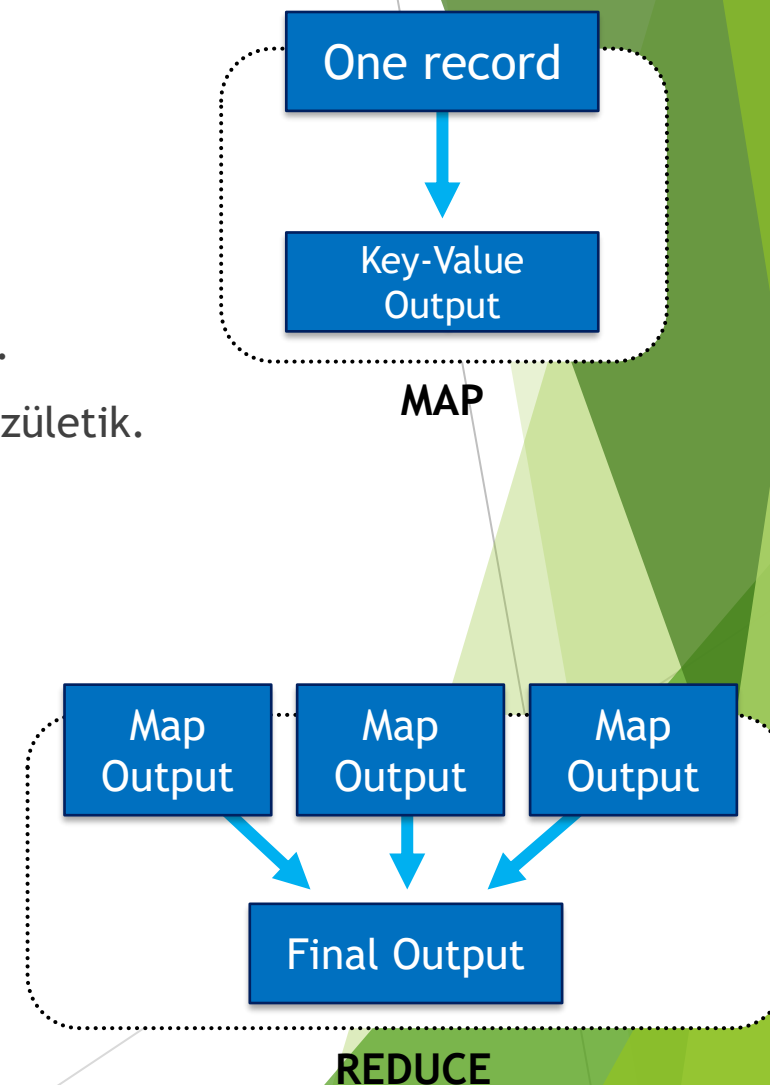 One record
Key-Value
Output
.
zületik.
MAP
Map
Output
Map
Output
Map
Output
Final Output
REDUCE